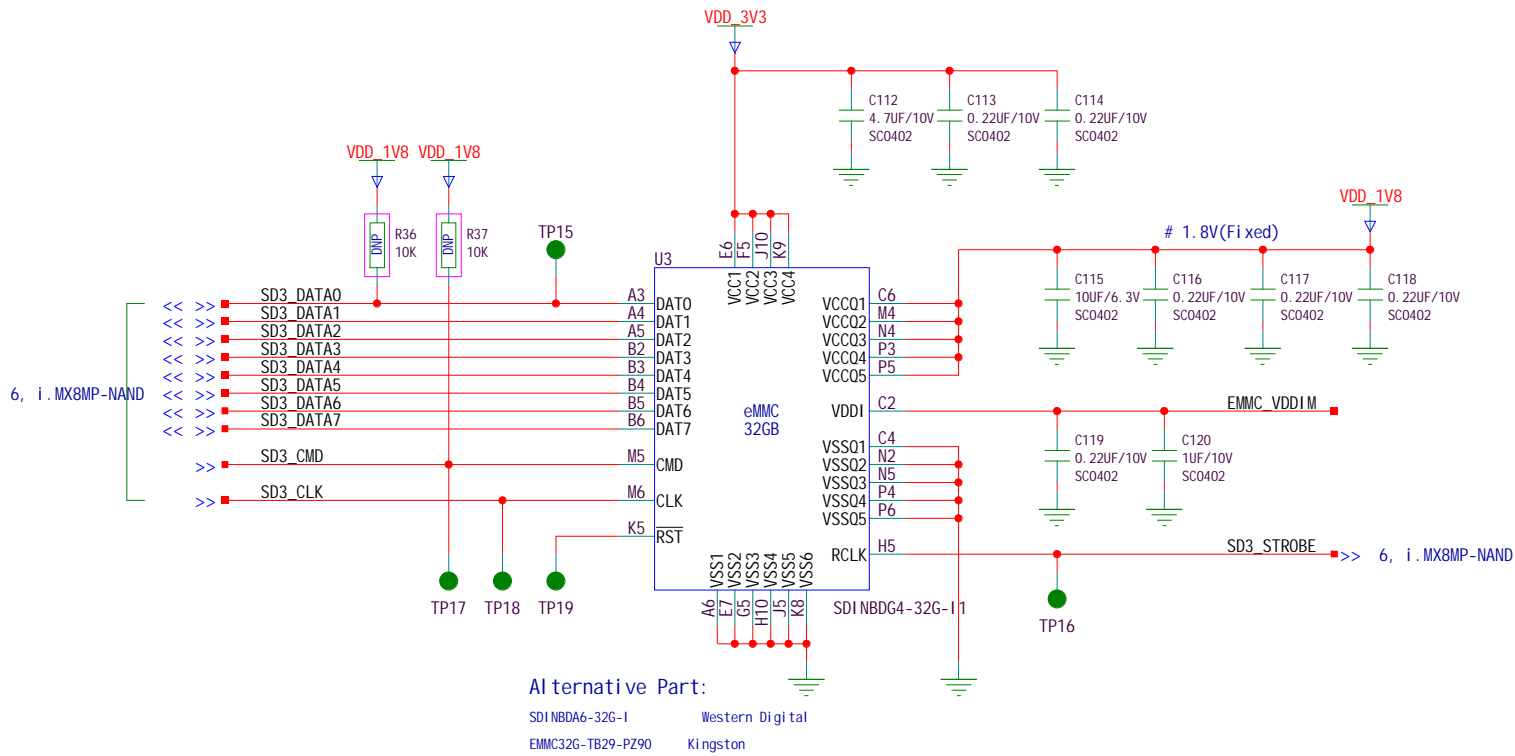 VDD_3V3
C112
4.7UF/10V
SC0402
C113
0.22UF/10V
SC0402
C114
0.22UF/10V
SC0402
VDD_1V8
VDD_1V8
VDD_1V8
DNP
R36
10K
DNP
R37
10K
TP15
# 1.8V(Fixed)
C115
10UF/6.3V
SC0402
C116
0.22UF/10V
SC0402
C117
0.22UF/10V
SC0402
C118
0.22UF/10V
SC0402
U3
E6
F5
J10
K9
VCC1
VCC2
VCC3
VCC4
6, i.MX8MP-NAND
<< >> SD3_DATA0 A3 DAT0
<< >> SD3_DATA1 A4 DAT1
<< >> SD3_DATA2 A5 DAT2
<< >> SD3_DATA3 B2 DAT3
<< >> SD3_DATA4 B3 DAT4
<< >> SD3_DATA5 B4 DAT5
<< >> SD3_DATA6 B5 DAT6
<< >> SD3_DATA7 B6 DAT7
>> SD3_CMD M5 CMD
>> SD3_CLK M6 CLK
K5 RST
eMMC
32GB
VCCQ1 C6
VCCQ2 M4
VCCQ3 N4
VCCQ4 P3
VCCQ5 P5
VDDI C2 EMMC_VDDIM
C119
0.22UF/10V
SC0402
C120
1UF/10V
SC0402
VSSQ1 C4
VSSQ2 N2
VSSQ3 N5
VSSQ4 P4
VSSQ5 P6
RCLK H5 SD3_STROBE >> 6, i.MX8MP-NAND
VSS1
VSS2
VSS3
VSS4
VSS5
VSS6
A6
E7
G5
H10
J5
K8
SDINBDG4-32G-I1
TP17
TP18
TP19
TP16
Alternative Part:
SDINBDA6-32G-I Western Digital
EMMC32G-TB29-PZ90 Kingston